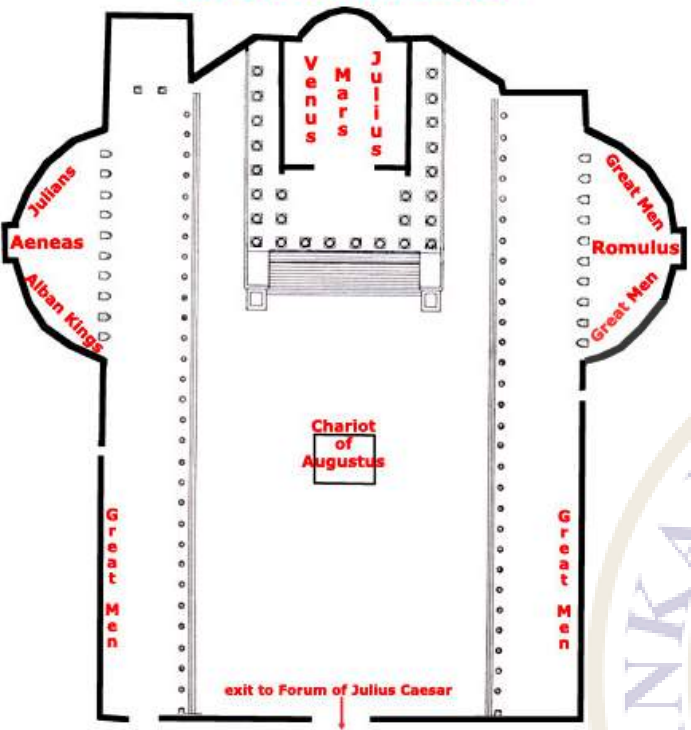 Venus
Mars
Julius
Julians
Aeneas
Alban Kings
Great Men
Romulus
Great Men
Chariot
of
Augustus
Great Men
Great Men
exit to Forum of Julius Caesar